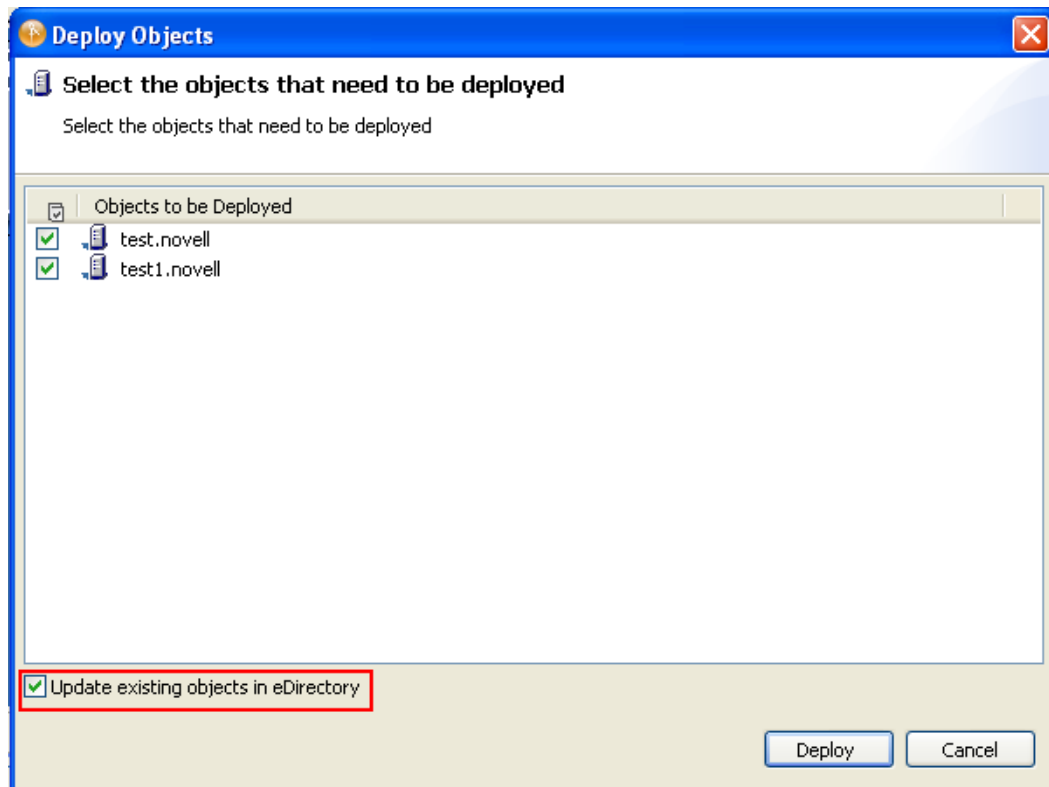 Deploy Objects
Select the objects that need to be deployed
Select the objects that need to be deployed
Objects to be Deployed
test.novell
test1.novell
Update existing objects in eDirectory
Deploy Cancel